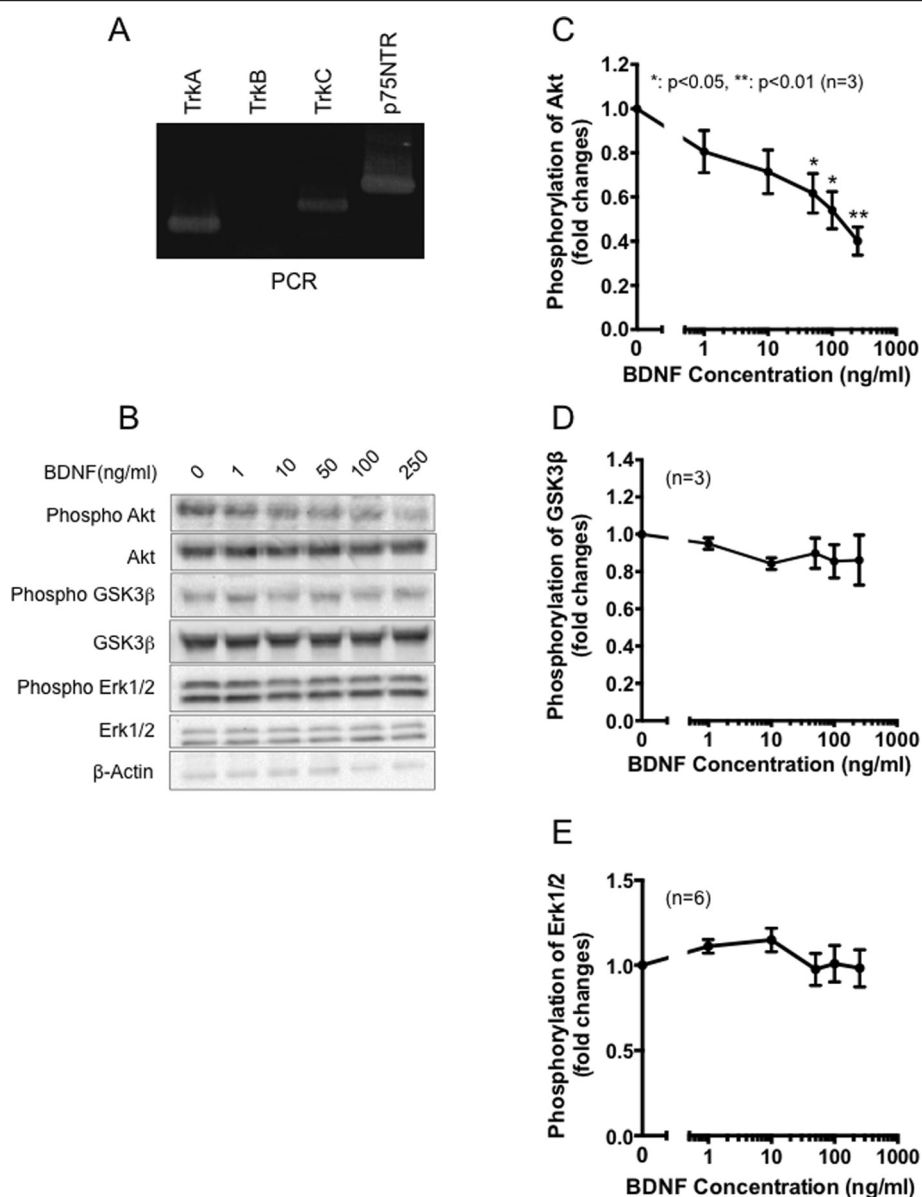 A
TrkA
TrkB
TrkC
p75NTR
PCR
B
BDNF(ng/ml)
0
1
10
50
100
250
Phospho Akt
Akt
Phospho GSK3β
GSK3β
Phospho Erk1/2
Erk1/2
β-Actin
C
*: p<0.05, **: p<0.01 (n=3)
Phosphorylation of Akt
(fold changes)
1.2
1.0
0.8
0.6
0.4
0.2
0.0
*
*
**
0
1
10
100
1000
BDNF Concentration (ng/ml)
D
(n=3)
Phosphorylation of GSK3β
(fold changes)
1.4
1.2
1.0
0.8
0.6
0.4
0.2
0.0
0
1
10
100
1000
BDNF Concentration (ng/ml)
E
(n=6)
Phosphorylation of Erk1/2
(fold changes)
1.5
1.0
0.5
0.0
0
1
10
100
1000
BDNF Concentration (ng/ml)